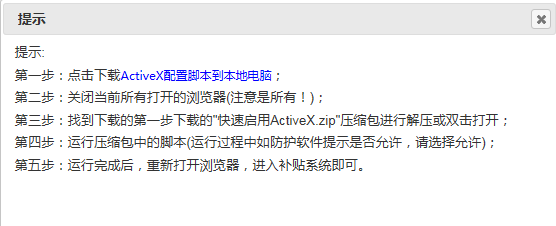 提示
提示:
第一步：点击下载ActiveX配置脚本到本地电脑；
第二步：关闭当前所有打开的浏览器(注意是所有！)；
第三步：找到下载的第一步下载的"快速启用ActiveX.zip"压缩包进行解压或双击打开；
第四步：运行压缩包中的脚本(运行过程中如防护软件提示是否允许，请选择允许)；
第五步：运行完成后，重新打开浏览器，进入补贴系统即可。